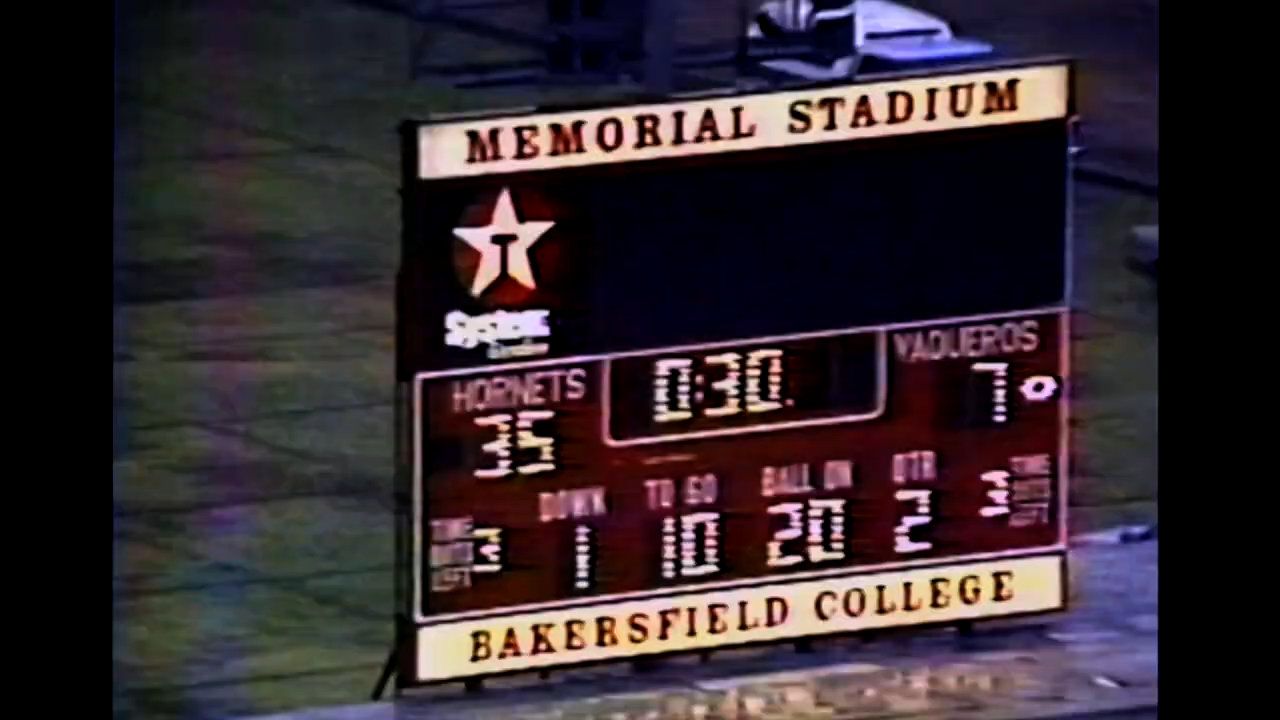 MEMORIAL STADIUM
T
System
HORNETS 0:30 VAQUEROS
35 7
DOWN TO GO BALL ON QTR
TIME OUTS LEFT 3 1 10 20 2 3 TIME OUTS LEFT
BAKERSFIELD COLLEGE